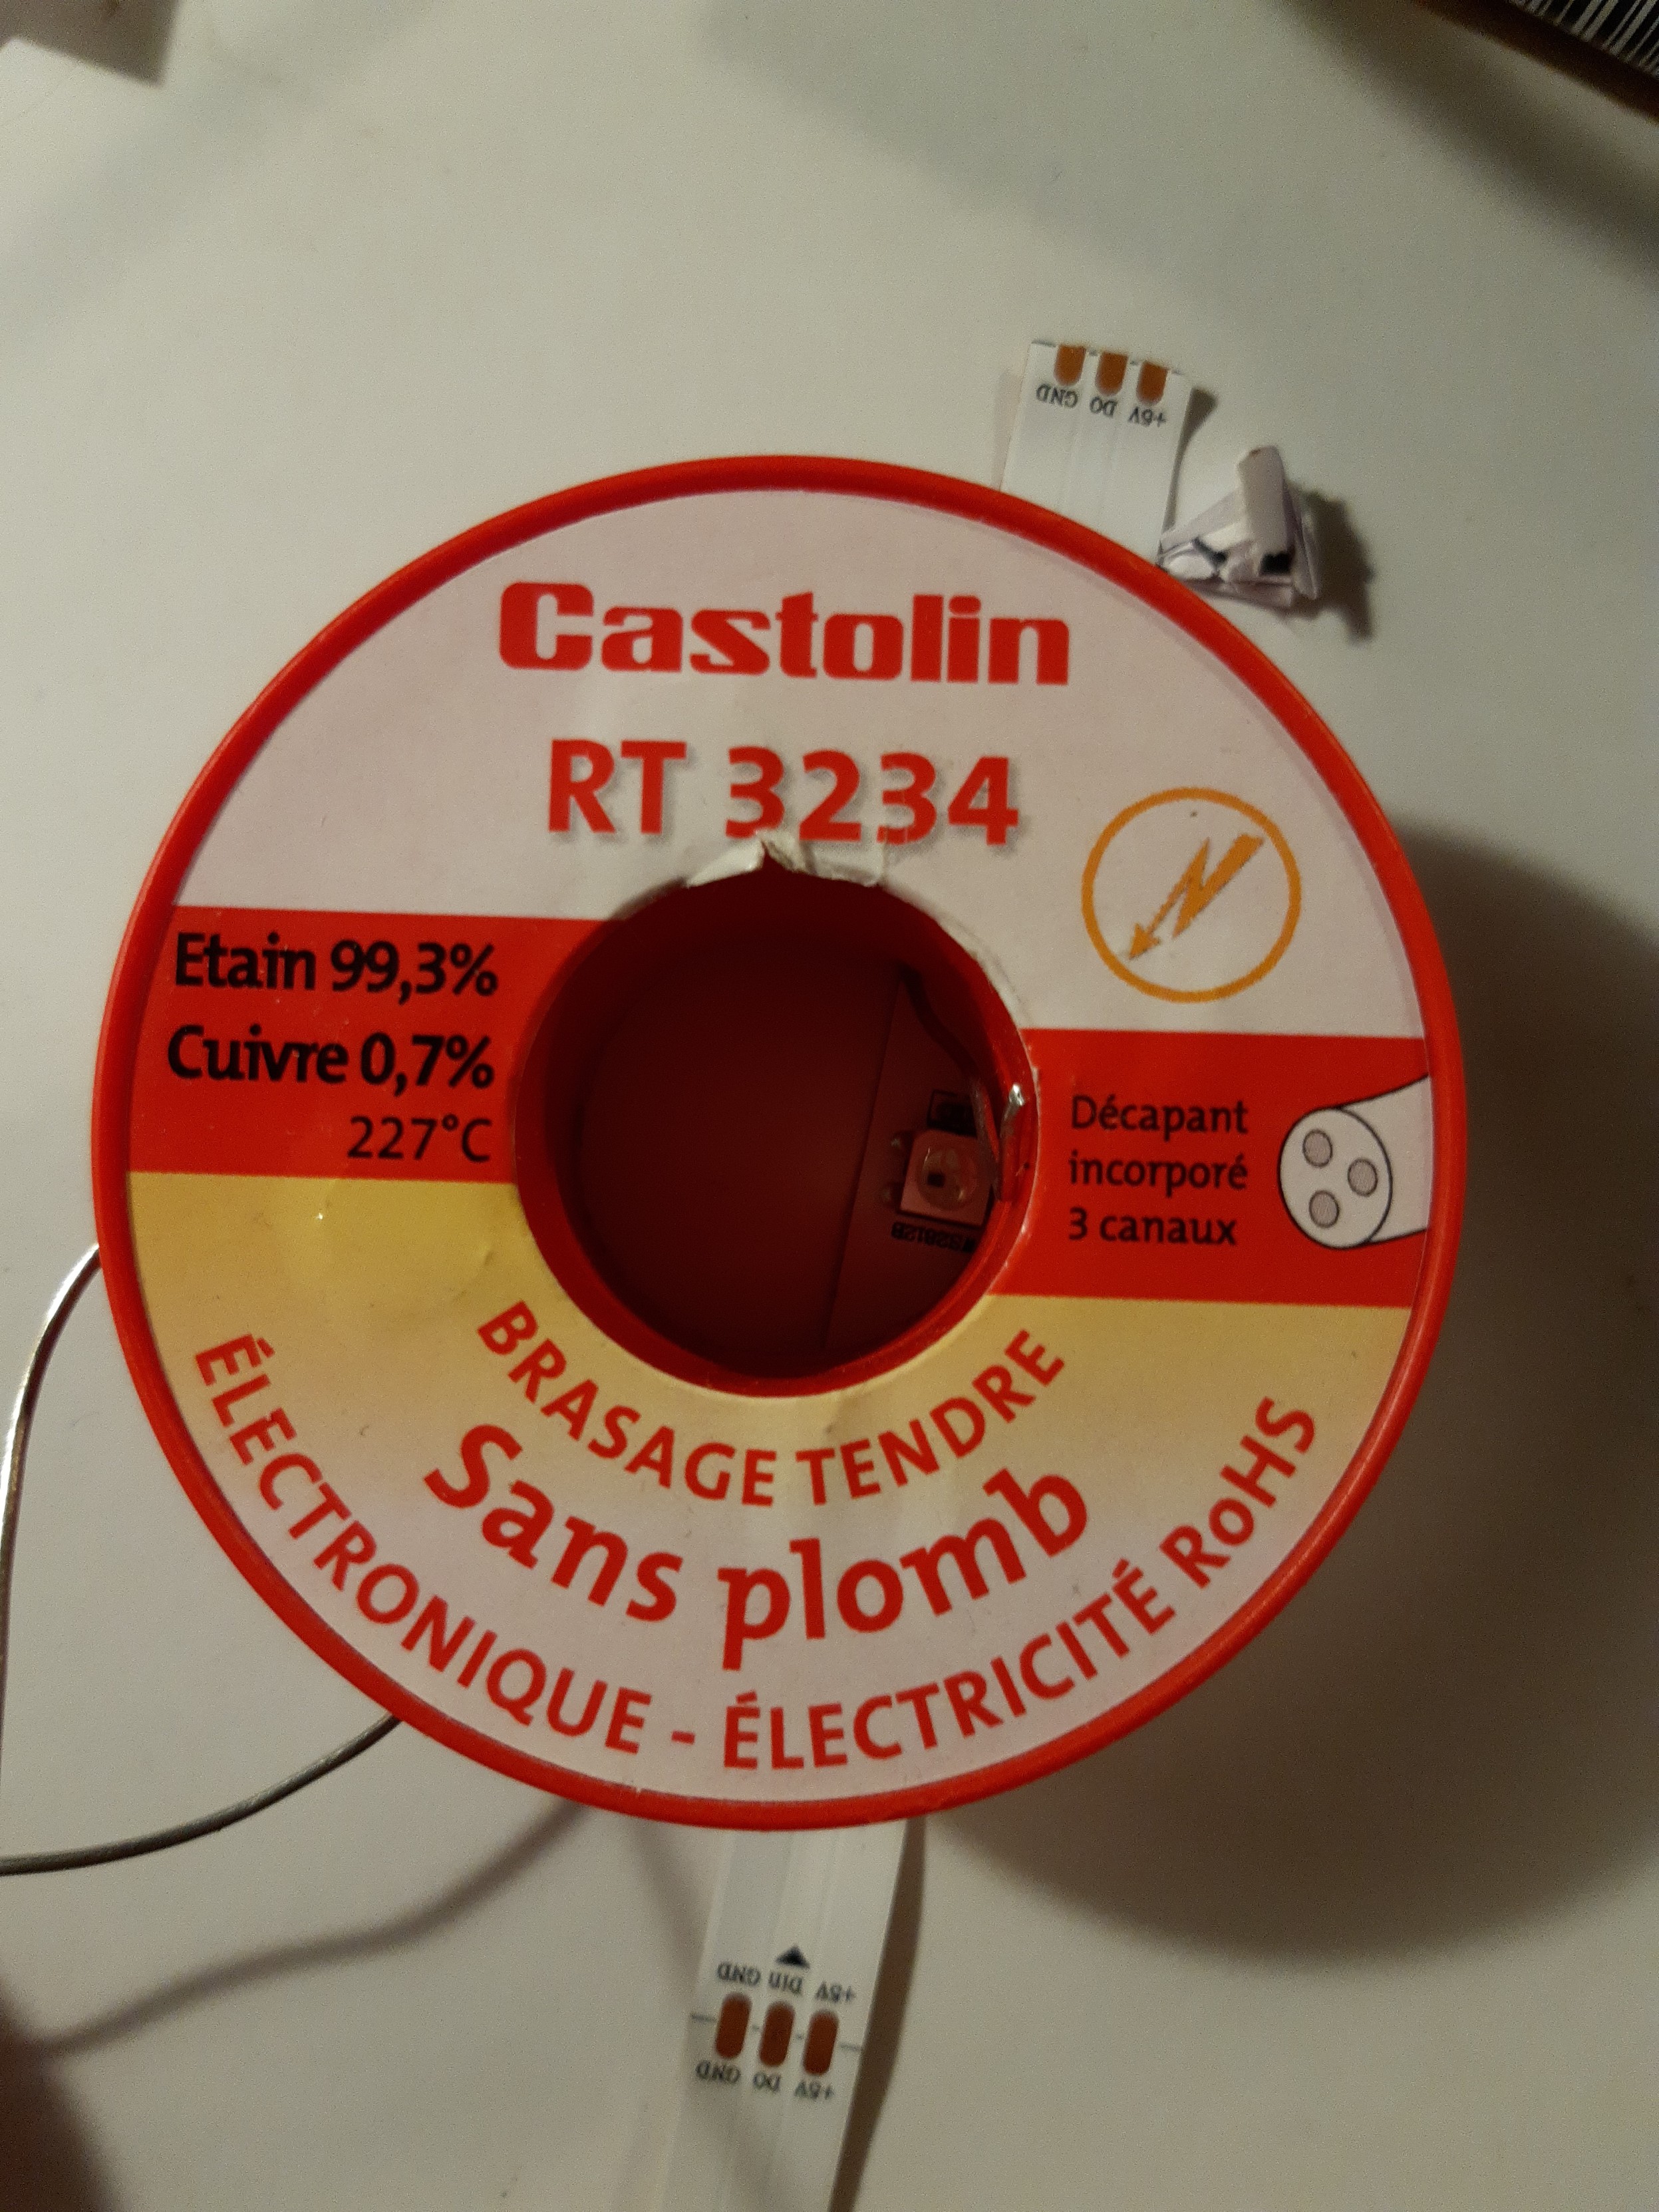 GND DO +5V
Castolin
RT 3234
Etain 99,3%
Cuivre 0,7%
227°C
Décapant
incorporé
3 canaux
WS2812B
BRASAGE TENDRE
Sans plomb
ÉLECTRONIQUE - ÉLECTRICITÉ RoHS
GND Din +5V
GND DO +5V